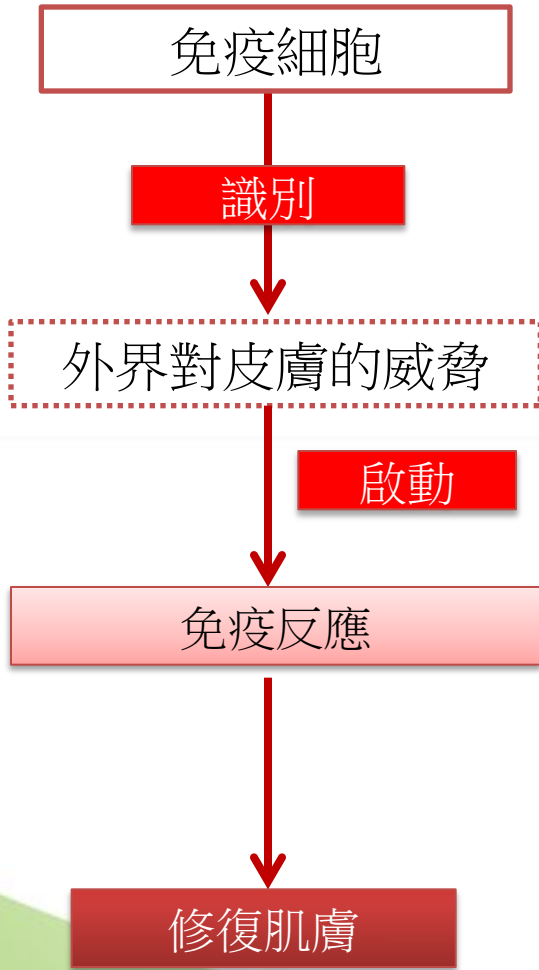 免疫細胞
識別
外界對皮膚的威脅
啟動
免疫反應
修復肌膚